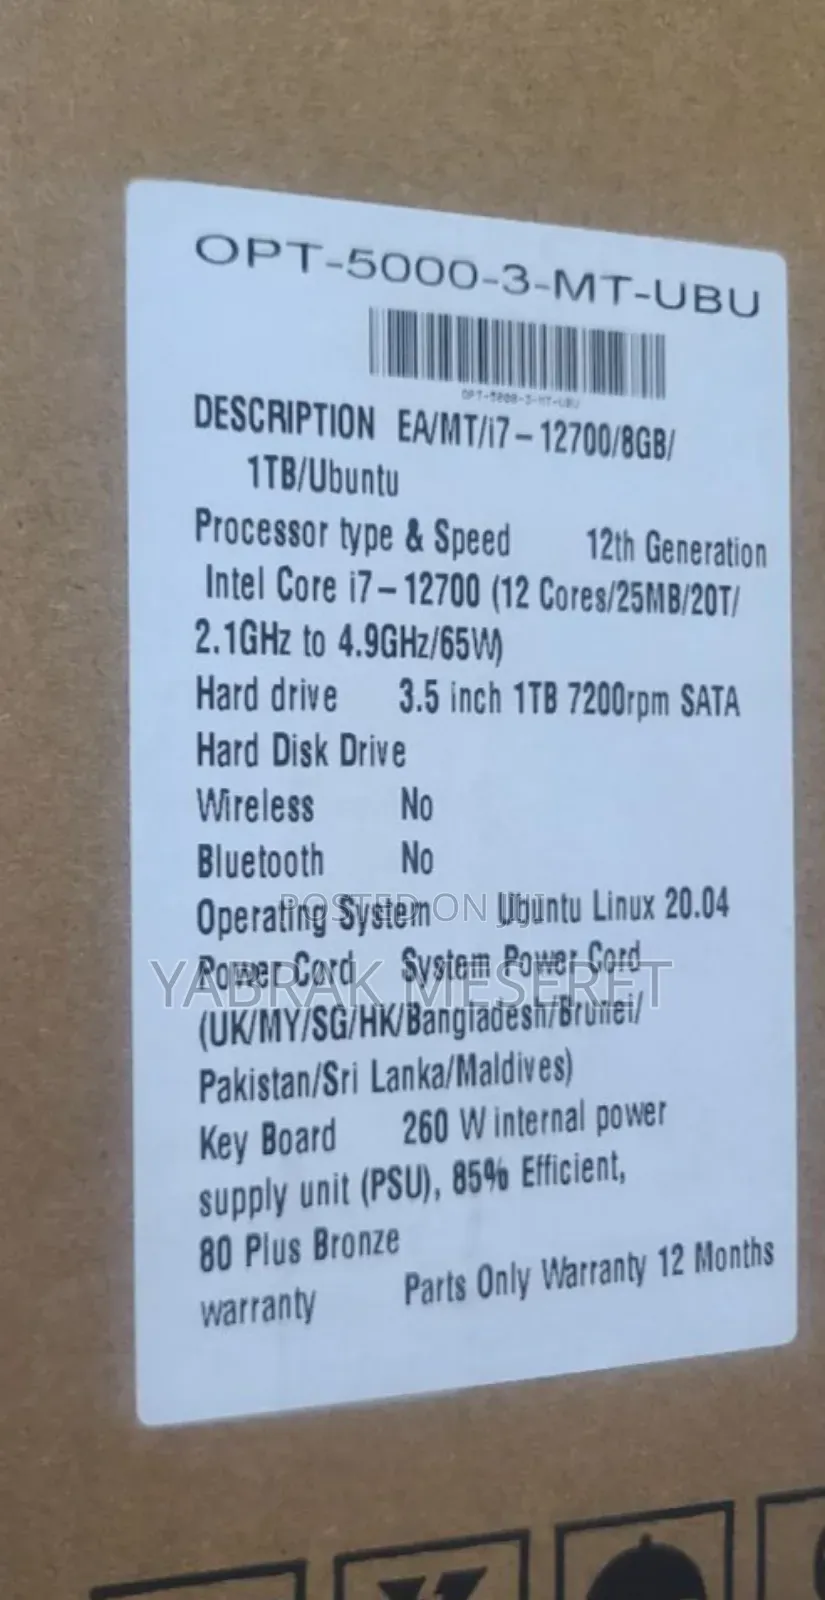 OPT-5000-3-MT-UBU
OPT-5000-3-MT-UBU
DESCRIPTION EA/MT/i7-12700/8GB/
1TB/Ubuntu
Processor type & Speed 12th Generation
Intel Core i7-12700 (12 Cores/25MB/20T/
2.1GHz to 4.9GHz/65W)
Hard drive 3.5 inch 1TB 7200rpm SATA
Hard Disk Drive
Wireless No
Bluetooth No
POSTED ON JIJI
Operating System Ubuntu Linux 20.04
Power Cord System Power Cord
YABRAK MESERET
(UK/MY/SG/HK/Bangladesh/Brunei/
Pakistan/Sri Lanka/Maldives)
Key Board 260 W internal power
supply unit (PSU), 85% Efficient,
80 Plus Bronze
warranty Parts Only Warranty 12 Months